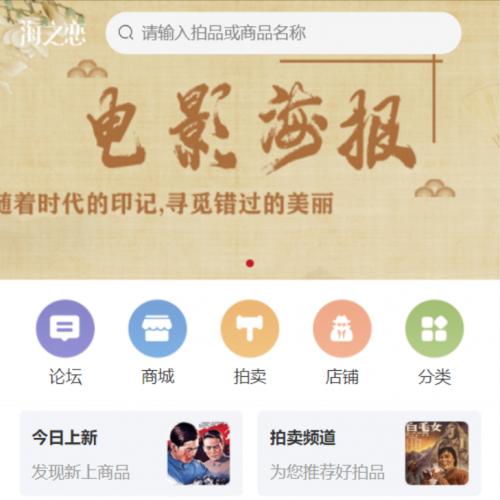 海之恋
请输入拍品或商品名称
电影海报
随着时代的印记,寻觅错过的美丽
论坛
商城
拍卖
店铺
分类
今日上新
发现新上商品
拍卖频道
为您推荐好拍品
白毛女